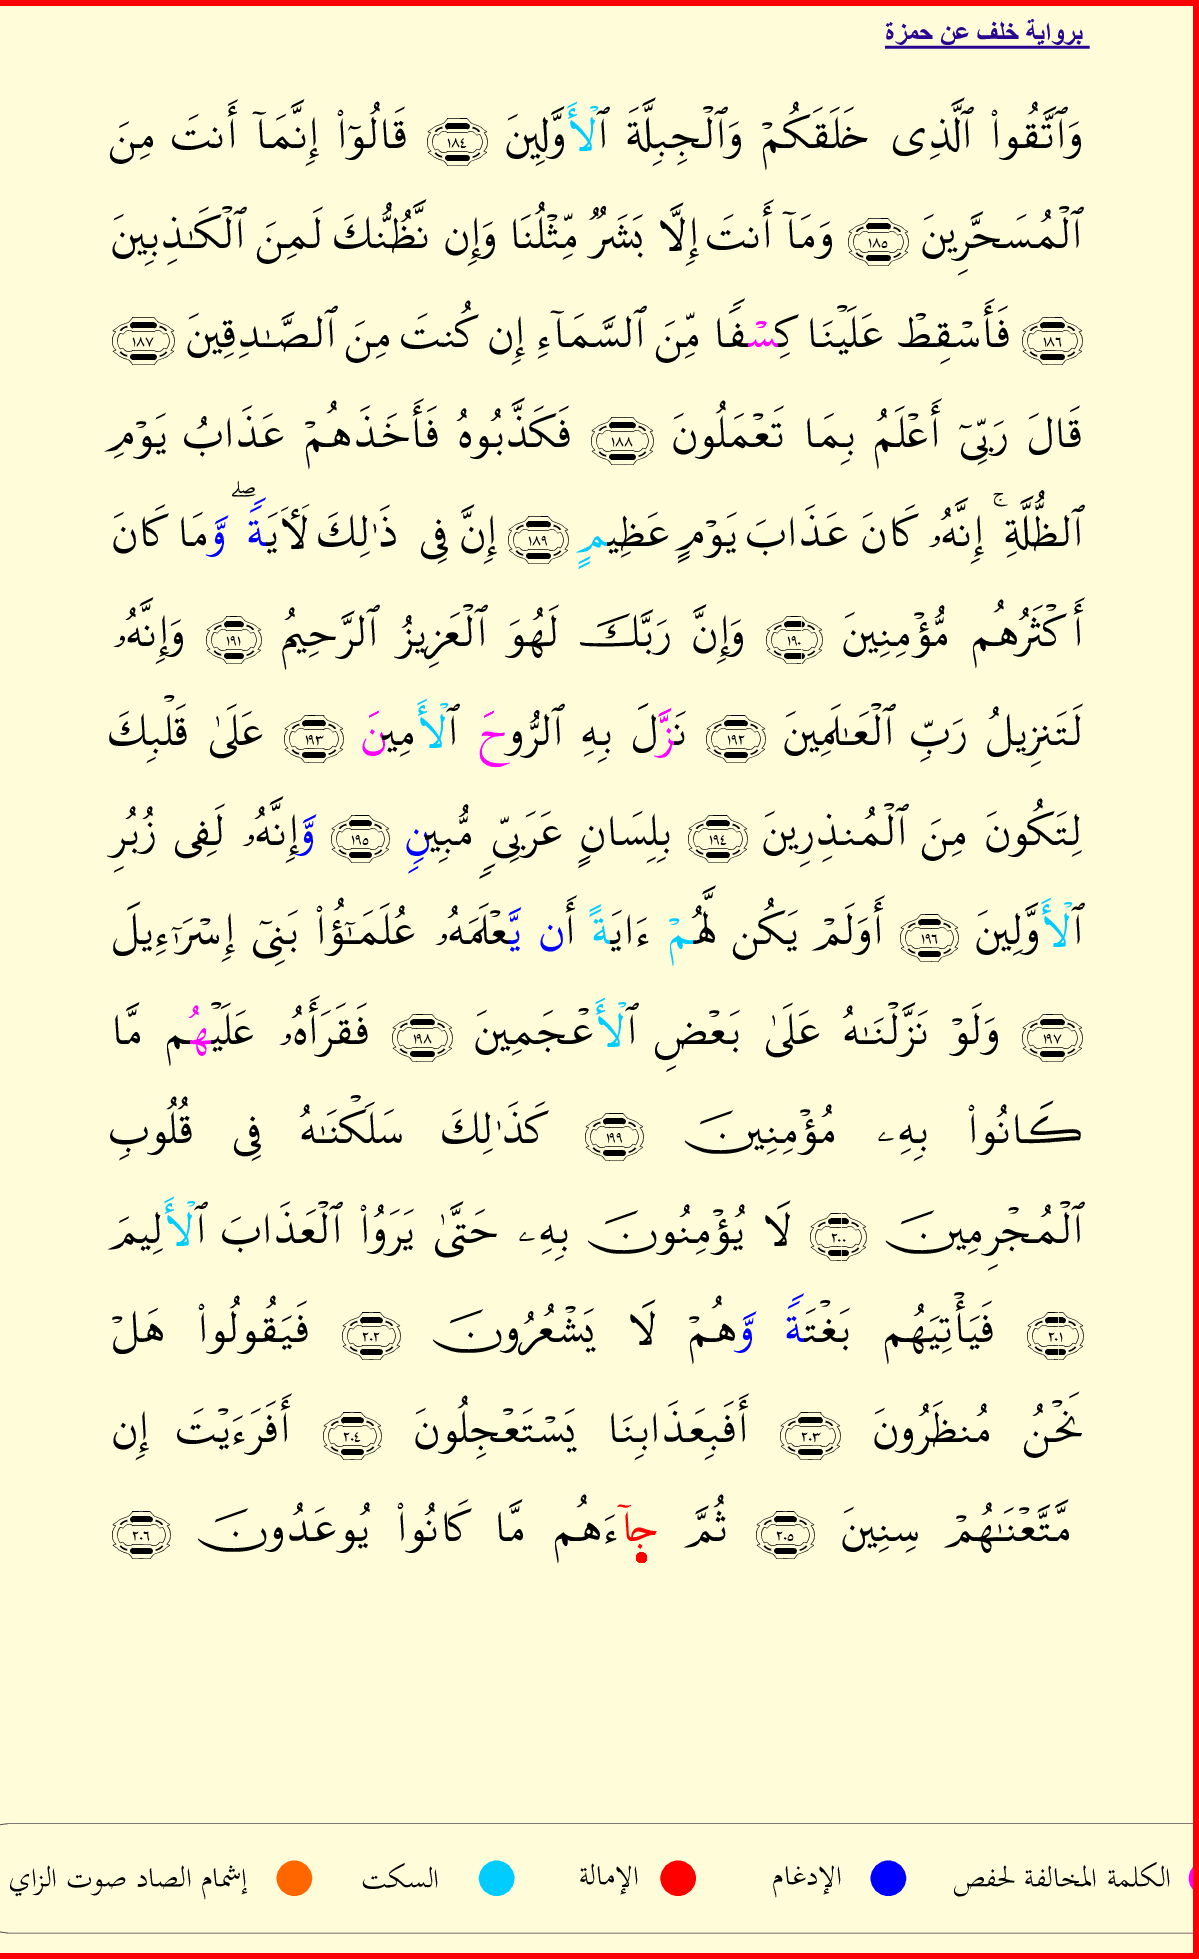 برواية خلف عن حمزة
وَٱتَّقُوا۟ ٱلَّذِى خَلَقَكُمْ وَٱلْجِبِلَّةَ ٱلْأَوَّلِينَ ١٨٤ قَالُوٓا۟ إِنَّمَآ أَنتَ مِنَ
ٱلْمُسَحَّرِينَ ١٨٥ وَمَآ أَنتَ إِلَّا بَشَرٌ مِّثْلُنَا وَإِن نَّظُنُّكَ لَمِنَ ٱلْكَـٰذِبِينَ
١٨٦ فَأَسْقِطْ عَلَيْنَا كِسْفًا مِّنَ ٱلسَّمَآءِ إِن كُنتَ مِنَ ٱلصَّـٰدِقِينَ ١٨٧
قَالَ رَبِّىٓ أَعْلَمُ بِمَا تَعْمَلُونَ ١٨٨ فَكَذَّبُوهُ فَأَخَذَهُمْ عَذَابُ يَوْمِ
ٱلظُّلَّةِ ۚ إِنَّهُۥ كَانَ عَذَابَ يَوْمٍ عَظِيمٍ ١٨٩ إِنَّ فِى ذَٰلِكَ لَأَيَةً ۖ وَّمَا كَانَ
أَكْثَرُهُم مُّؤْمِنِينَ ١٩٠ وَإِنَّ رَبَّكَ لَهُوَ ٱلْعَزِيزُ ٱلرَّحِيمُ ١٩١ وَإِنَّهُۥ
لَتَنزِيلُ رَبِّ ٱلْعَـٰلَمِينَ ١٩٢ نَزَّلَ بِهِ ٱلرُّوحَ ٱلْأَمِينَ ١٩٣ عَلَىٰ قَلْبِكَ
لِتَكُونَ مِنَ ٱلْمُنذِرِينَ ١٩٤ بِلِسَانٍ عَرَبِىٍّ مُّبِينٍ ١٩٥ وَّإِنَّهُۥ لَفِى زُبُرِ
ٱلْأَوَّلِينَ ١٩٦ أَوَلَمْ يَكُن لَّهُمْ ءَايَةً أَن يَّعْلَمَهُۥ عُلَمَـٰٓؤُا۟ بَنِىٓ إِسْرَٰٓءِيلَ
١٩٧ وَلَوْ نَزَّلْنَـٰهُ عَلَىٰ بَعْضِ ٱلْأَعْجَمِينَ ١٩٨ فَقَرَأَهُۥ عَلَيْهُم مَّا
كَانُوا۟ بِهِۦ مُؤْمِنِينَ ١٩٩ كَذَٰلِكَ سَلَكْنَـٰهُ فِى قُلُوبِ
ٱلْمُجْرِمِينَ ٢٠٠ لَا يُؤْمِنُونَ بِهِۦ حَتَّىٰ يَرَوُا۟ ٱلْعَذَابَ ٱلْأَلِيمَ
٢٠١ فَيَأْتِيَهُم بَغْتَةً وَّهُمْ لَا يَشْعُرُونَ ٢٠٢ فَيَقُولُوا۟ هَلْ
نَحْنُ مُنظَرُونَ ٢٠٣ أَفَبِعَذَابِنَا يَسْتَعْجِلُونَ ٢٠٤ أَفَرَءَيْتَ إِن
مَّتَّعْنَـٰهُمْ سِنِينَ ٢٠٥ ثُمَّ جآءَهُم مَّا كَانُوا۟ يُوعَدُونَ ٢٠٦
الكلمة المخالفة لحفص الإدغام الإمالة السكت إشمام الصاد صوت الزاي